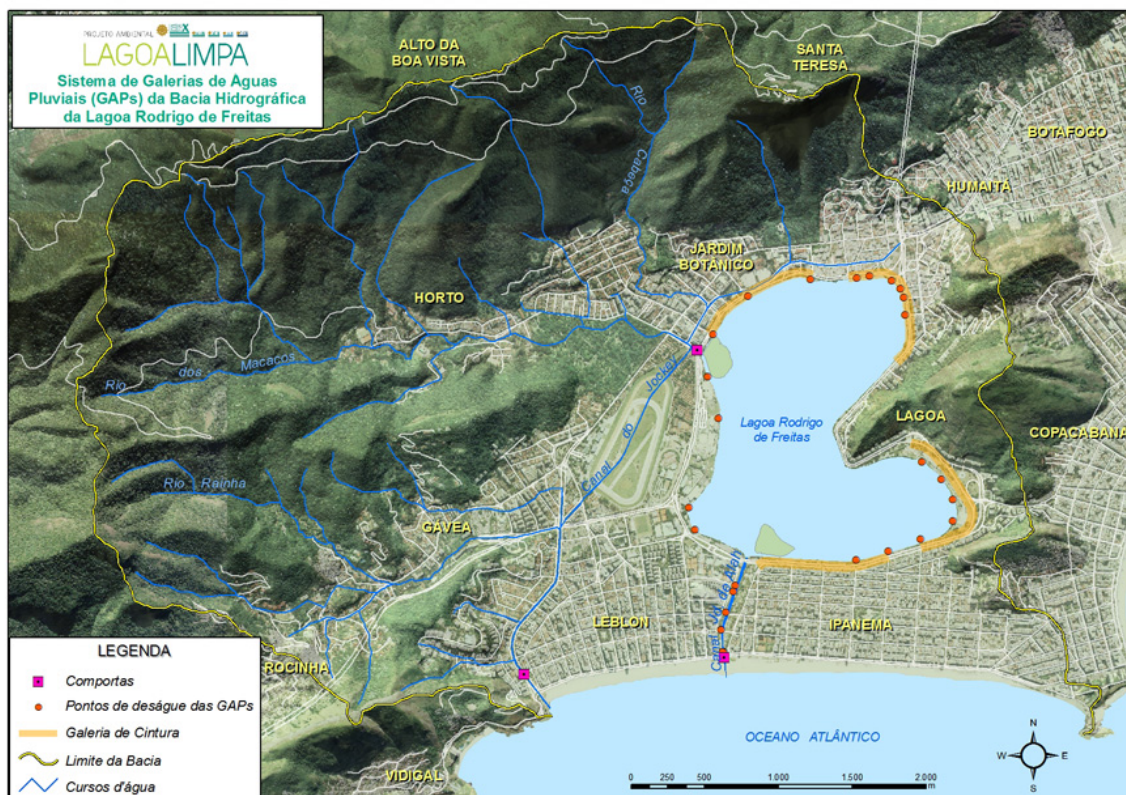 PROJETO AMBIENTAL
LAGOALIMPA
Sistema de Galerias de Águas
Pluviais (GAPs) da Bacia Hidrográfica
da Lagoa Rodrigo de Freitas
ALTO DA
BOA VISTA
SANTA
TERESA
BOTAFOGO
HUMAITÁ
Rio
Cabeça
JARDIM
BOTÂNICO
HORTO
Rio dos Macacos
Canal do Jockey
Lagoa Rodrigo
de Freitas
LAGOA
COPACABANA
Rio Rainha
GÁVEA
Canal Jd. de Alah
LEBLON
IPANEMA
ROCINHA
VIDIGAL
OCEANO ATLÂNTICO
LEGENDA
Comportas
Pontos de deságue das GAPs
Galeria de Cintura
Limite da Bacia
Cursos d'água
0 250 500 1.000 1.500 2.000
m
N
W E
S